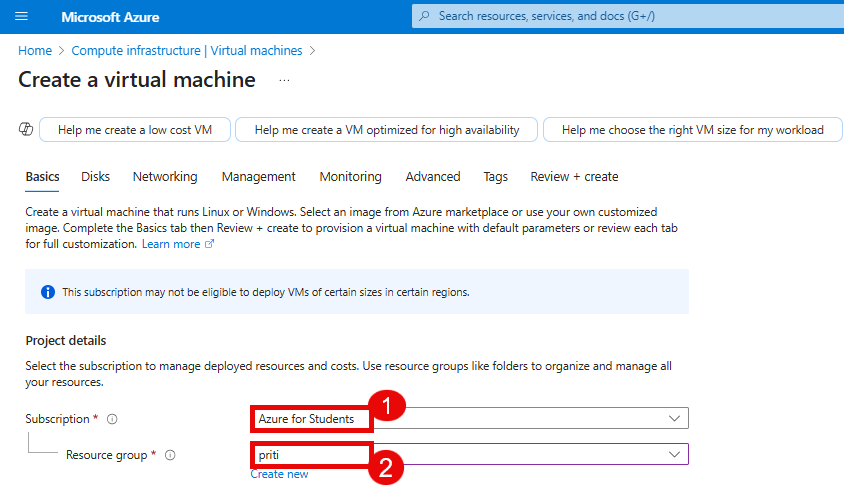 Microsoft Azure
Search resources, services, and docs (G+/)
Home > Compute infrastructure | Virtual machines >
Create a virtual machine ...
Help me create a low cost VM
Help me create a VM optimized for high availability
Help me choose the right VM size for my workload
Basics Disks Networking Management Monitoring Advanced Tags Review + create
Create a virtual machine that runs Linux or Windows. Select an image from Azure marketplace or use your own customized
image. Complete the Basics tab then Review + create to provision a virtual machine with default parameters or review each tab
for full customization. Learn more
This subscription may not be eligible to deploy VMs of certain sizes in certain regions.
Project details
Select the subscription to manage deployed resources and costs. Use resource groups like folders to organize and manage all
your resources.
Subscription * Azure for Students 1
Resource group * priti 2
Create new